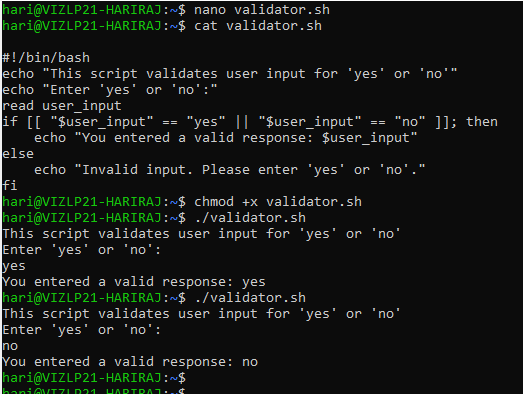 hari@VIZLP21-HARIRAJ:~$ nano validator.sh
hari@VIZLP21-HARIRAJ:~$ cat validator.sh
#!/bin/bash
echo "This script validates user input for 'yes' or 'no'"
echo "Enter 'yes' or 'no':"
read user_input
if [[ "$user_input" == "yes" || "$user_input" == "no" ]]; then
    echo "You entered a valid response: $user_input"
else
    echo "Invalid input. Please enter 'yes' or 'no'."
fi
hari@VIZLP21-HARIRAJ:~$ chmod +x validator.sh
hari@VIZLP21-HARIRAJ:~$ ./validator.sh
This script validates user input for 'yes' or 'no'
Enter 'yes' or 'no':
yes
You entered a valid response: yes
hari@VIZLP21-HARIRAJ:~$ ./validator.sh
This script validates user input for 'yes' or 'no'
Enter 'yes' or 'no':
no
You entered a valid response: no
hari@VIZLP21-HARIRAJ:~$
hari@VIZLP21-HARIRAJ:~$